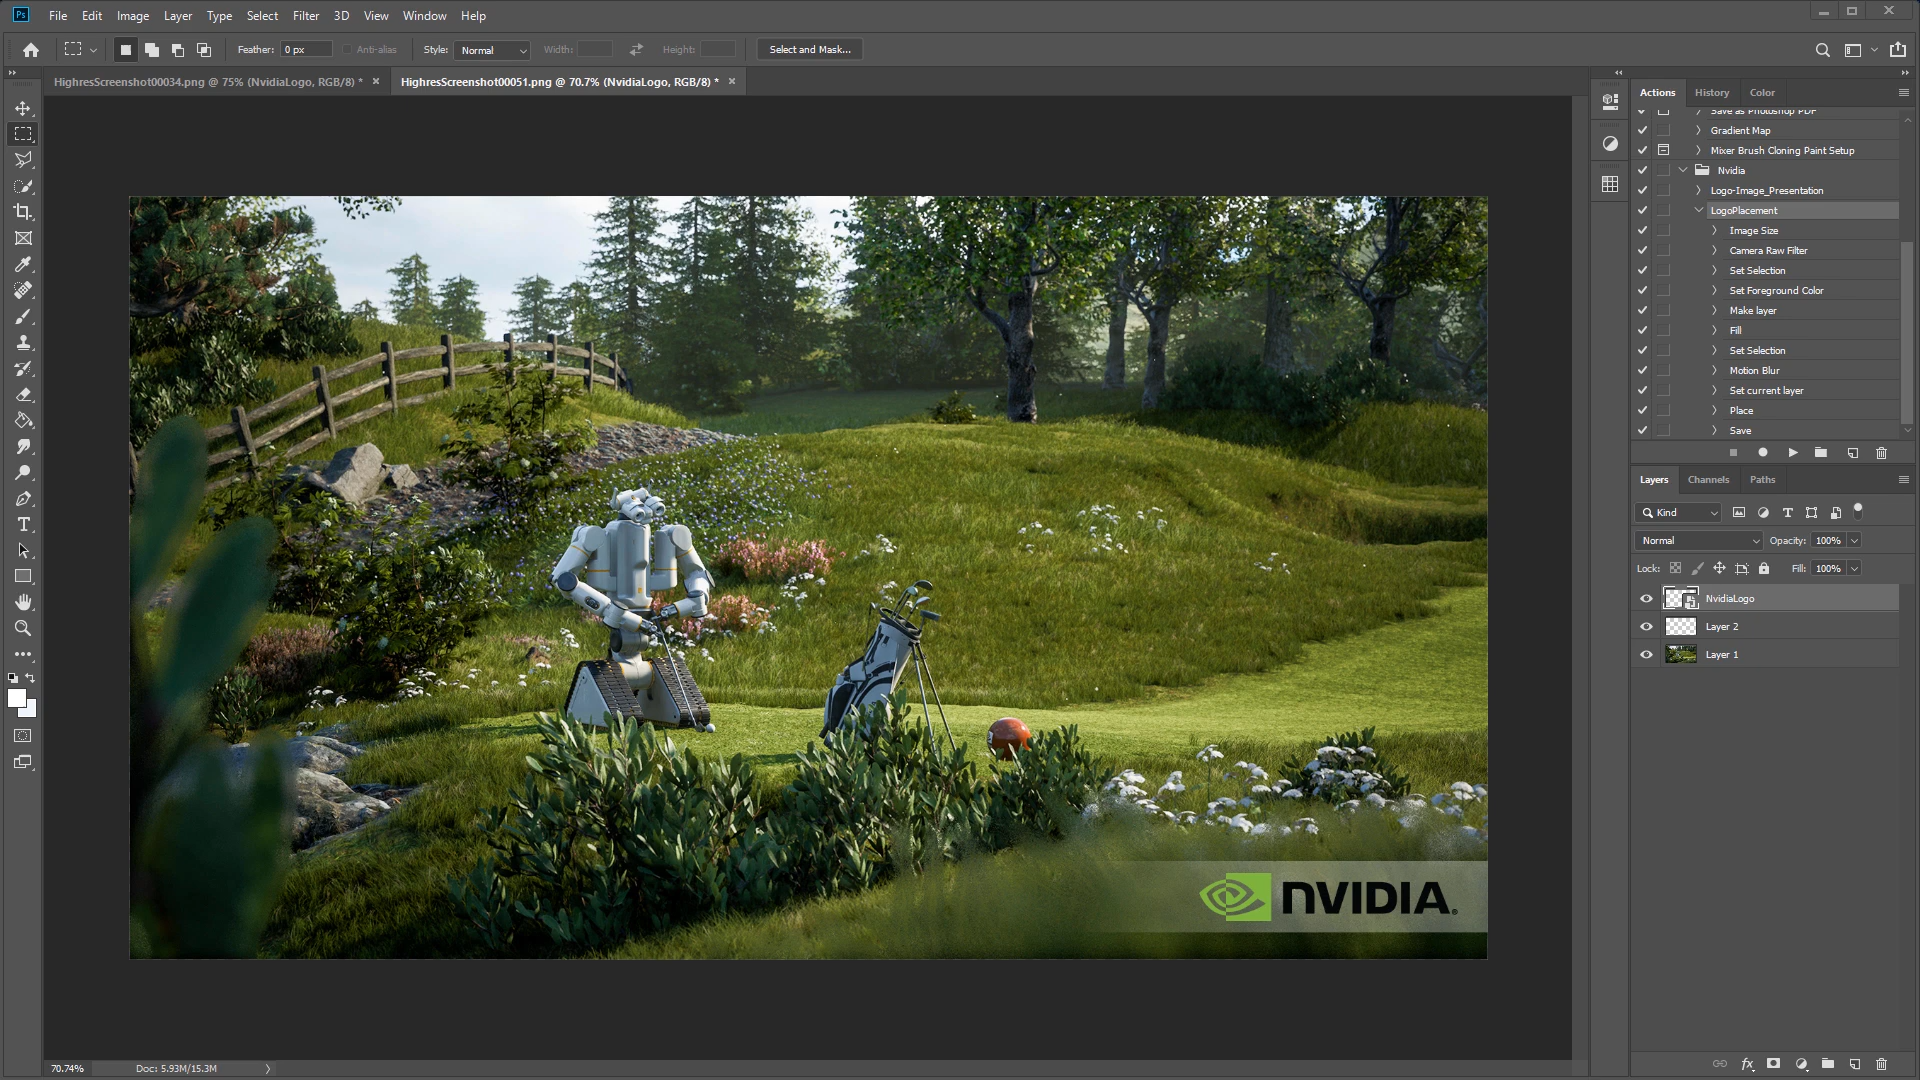 Ps
File Edit Image Layer Type Select Filter 3D View Window Help
Feather: 0 px Anti-alias Style: Normal Width: Height: Select and Mask...
HighresScreenshot00034.png @ 75% (NvidiaLogo, RGB/8) * ×
HighresScreenshot00051.png @ 70.7% (NvidiaLogo, RGB/8) * ×
Actions History Color
Save as Photoshop PDF
Gradient Map
Mixer Brush Cloning Paint Setup
Nvidia
Logo-Image_Presentation
LogoPlacement
Image Size
Camera Raw Filter
Set Selection
Set Foreground Color
Make layer
Fill
Set Selection
Motion Blur
Set current layer
Place
Save
Layers Channels Paths
Kind
Normal Opacity: 100%
Lock: Fill: 100%
NvidiaLogo
Layer 2
Layer 1
NVIDIA.
70.74% Doc: 5.93M/15.3M